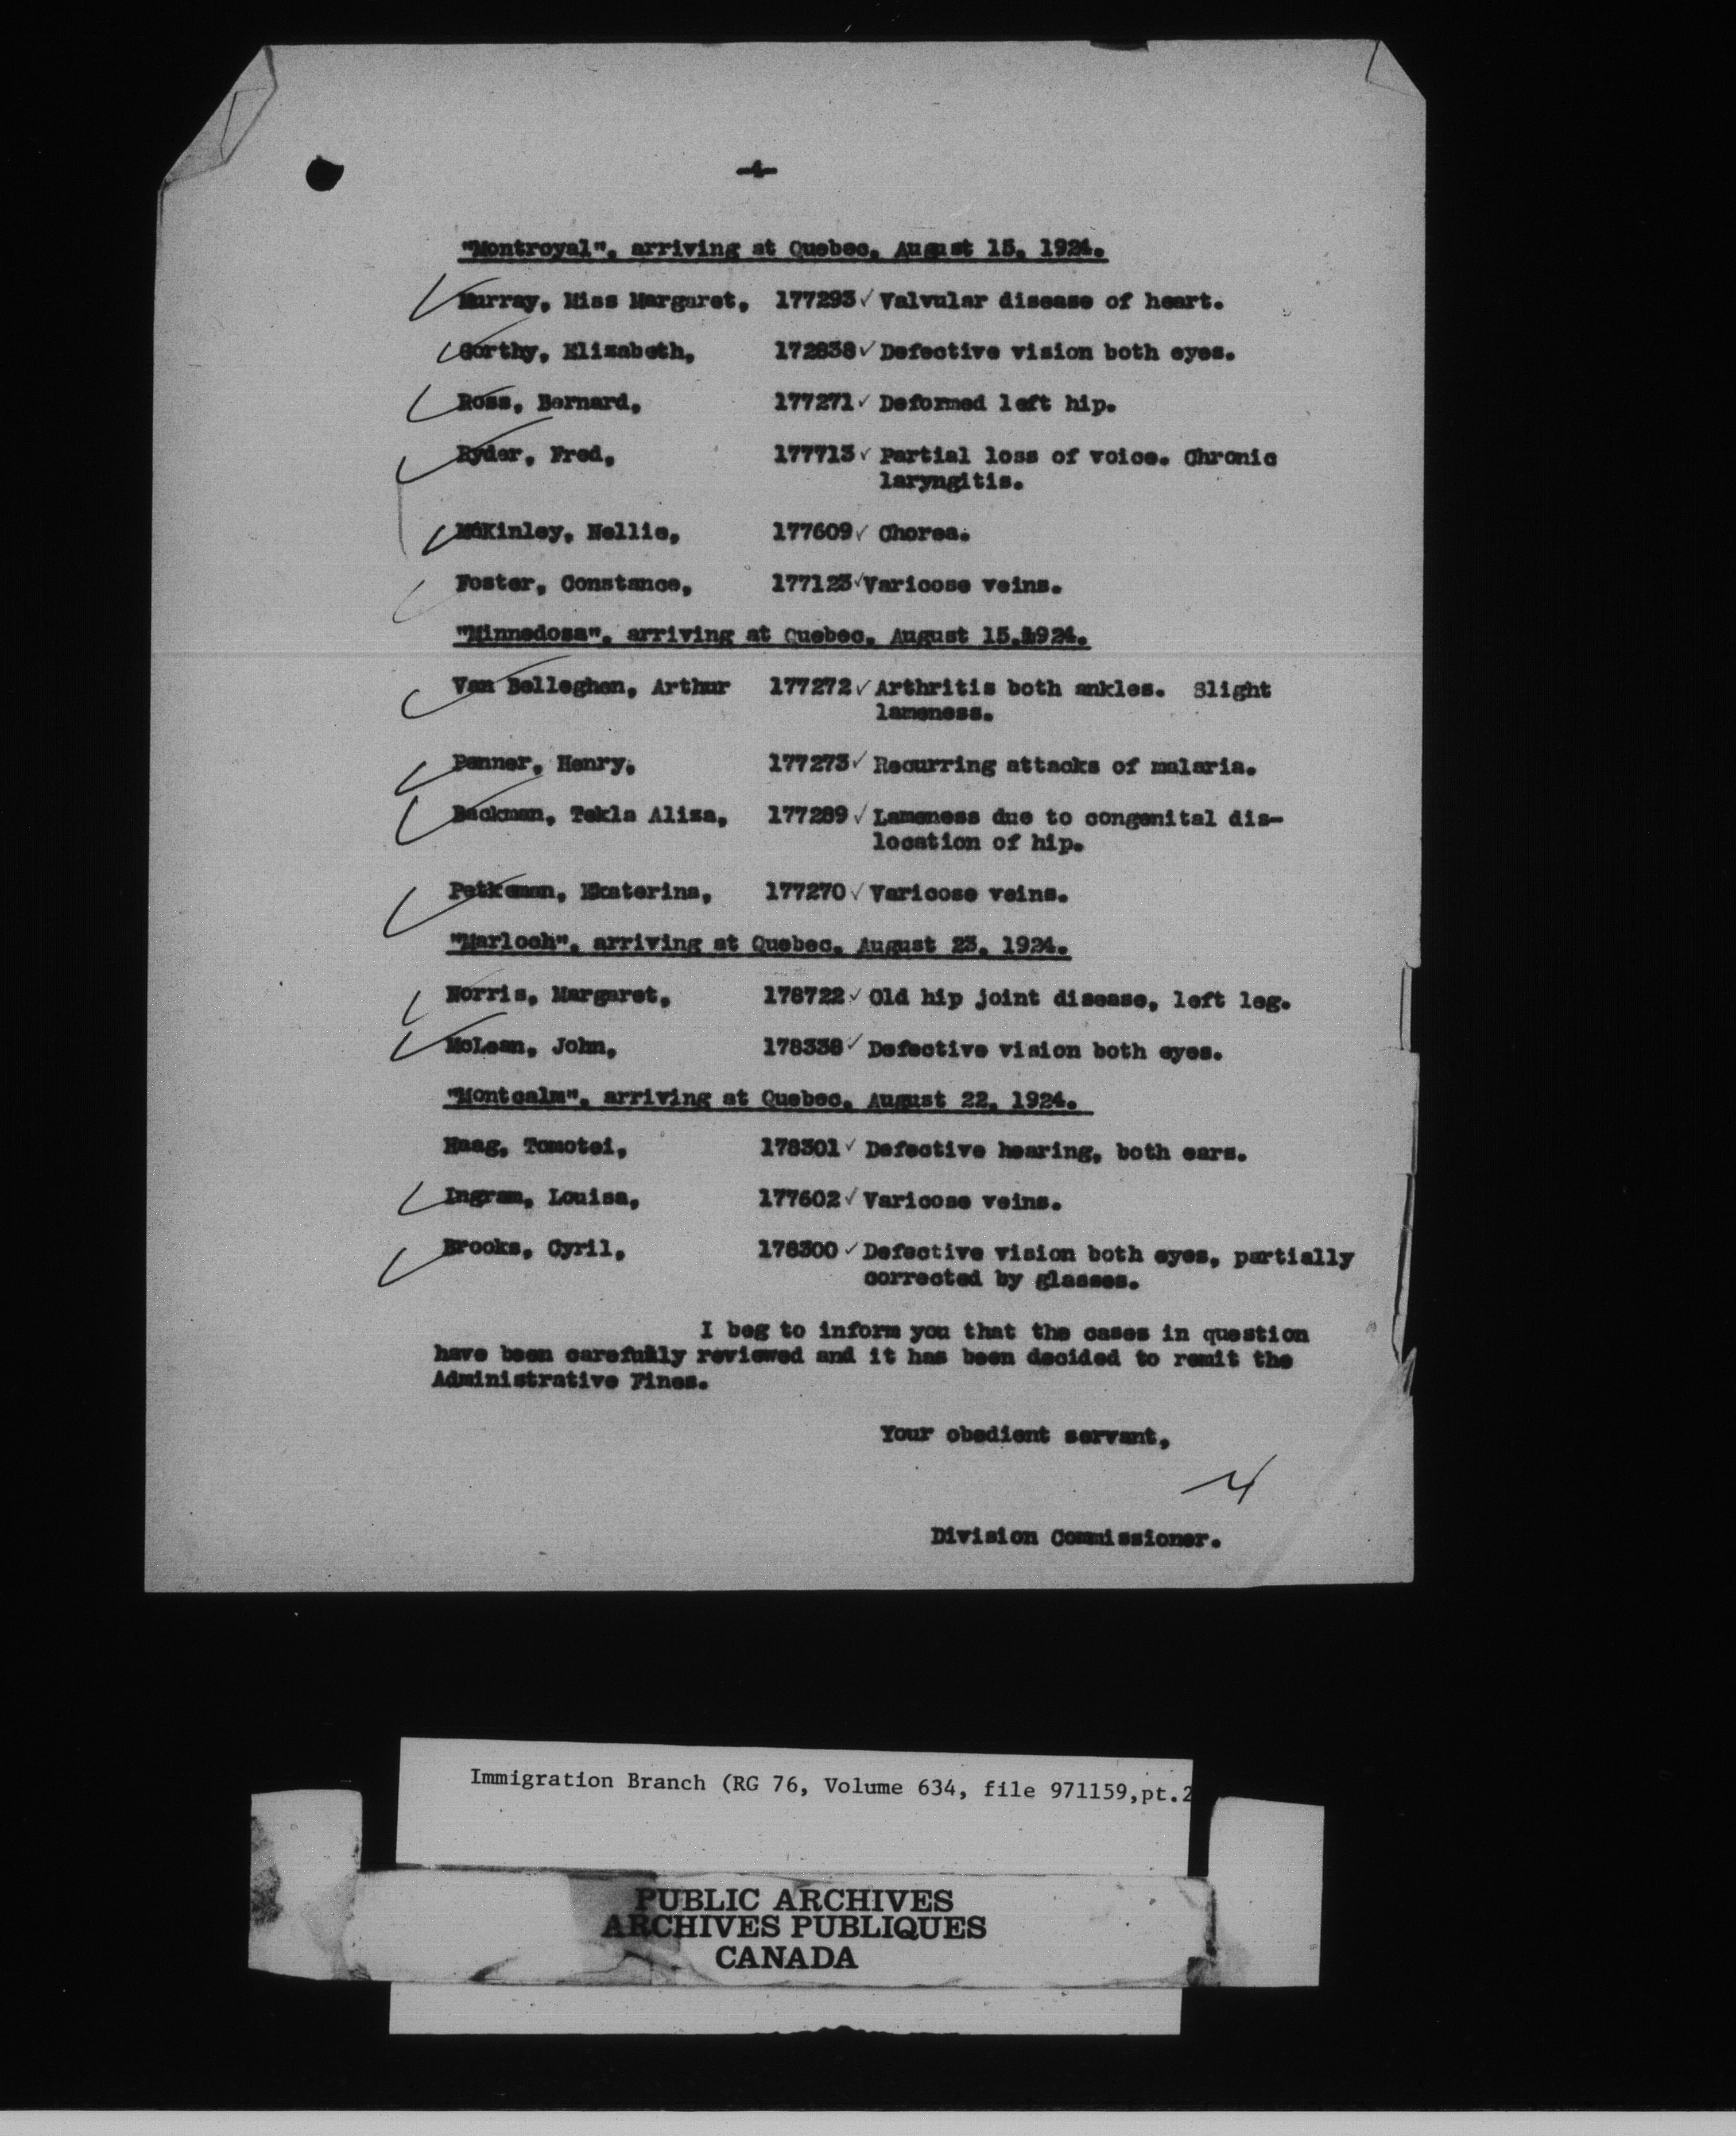 -4-
"Montroyal", arriving at Quebec, August 15, 1924.
Murray, Miss Margaret, 177293 ✓ Valvular disease of heart.
Gorthy, Elizabeth, 172838 ✓ Defective vision both eyes.
Ross, Bernard, 177271 ✓ Deformed left hip.
Ryder, Fred, 177713 ✓ Partial loss of voice. Chronic
laryngitis.
McKinley, Nellie, 177609 ✓ Chorea.
Foster, Constance, 177123 ✓ Varicose veins.
"Minnedosa", arriving at Quebec, August 15,1924.
Van Belleghen, Arthur 177272 ✓ Arthritis both ankles. Slight
lameness.
Penner, Henry, 177273 ✓ Recurring attacks of malaria.
Backman, Tekla Aliza, 177289 ✓ Lameness due to congenital dis-
location of hip.
Petkeman, Ekaterina, 177270 ✓ Varicose veins.
"Marloch", arriving at Quebec, August 23, 1924.
Norris, Margaret, 178722 ✓ Old hip joint disease, left leg.
McLean, John, 178338 ✓ Defective vision both eyes.
"Montcalm", arriving at Quebec, August 22, 1924.
Haag, Tomotei, 178301 ✓ Defective hearing, both ears.
Ingram, Louisa, 177602 ✓ Varicose veins.
Brooks, Cyril, 178300 ✓ Defective vision both eyes, partially
corrected by glasses.
I beg to inform you that the cases in question
have been carefully reviewed and it has been decided to remit the
Administrative Fines.
Your obedient servant,
Division Commissioner.
Immigration Branch (RG 76, Volume 634, file 971159,pt.2
PUBLIC ARCHIVES
ARCHIVES PUBLIQUES
CANADA